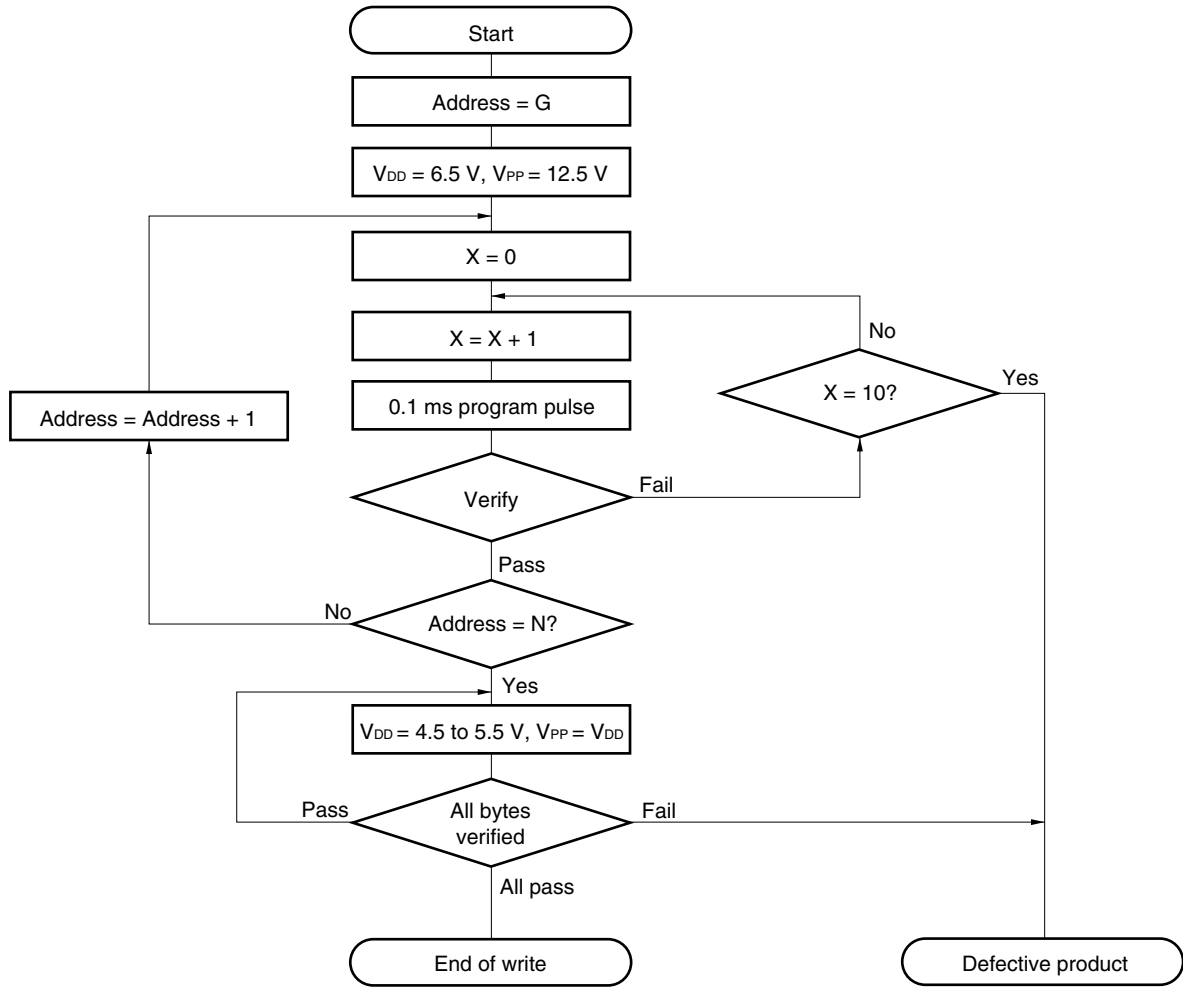 Start
Address = G
VDD = 6.5 V, VPP = 12.5 V
X = 0
X = X + 1
No
X = 10?
Yes
Address = Address + 1
0.1 ms program pulse
Verify
Fail
Pass
No
Address = N?
Yes
VDD = 4.5 to 5.5 V, VPP = VDD
Pass
All bytes
verified
Fail
All pass
End of write
Defective product